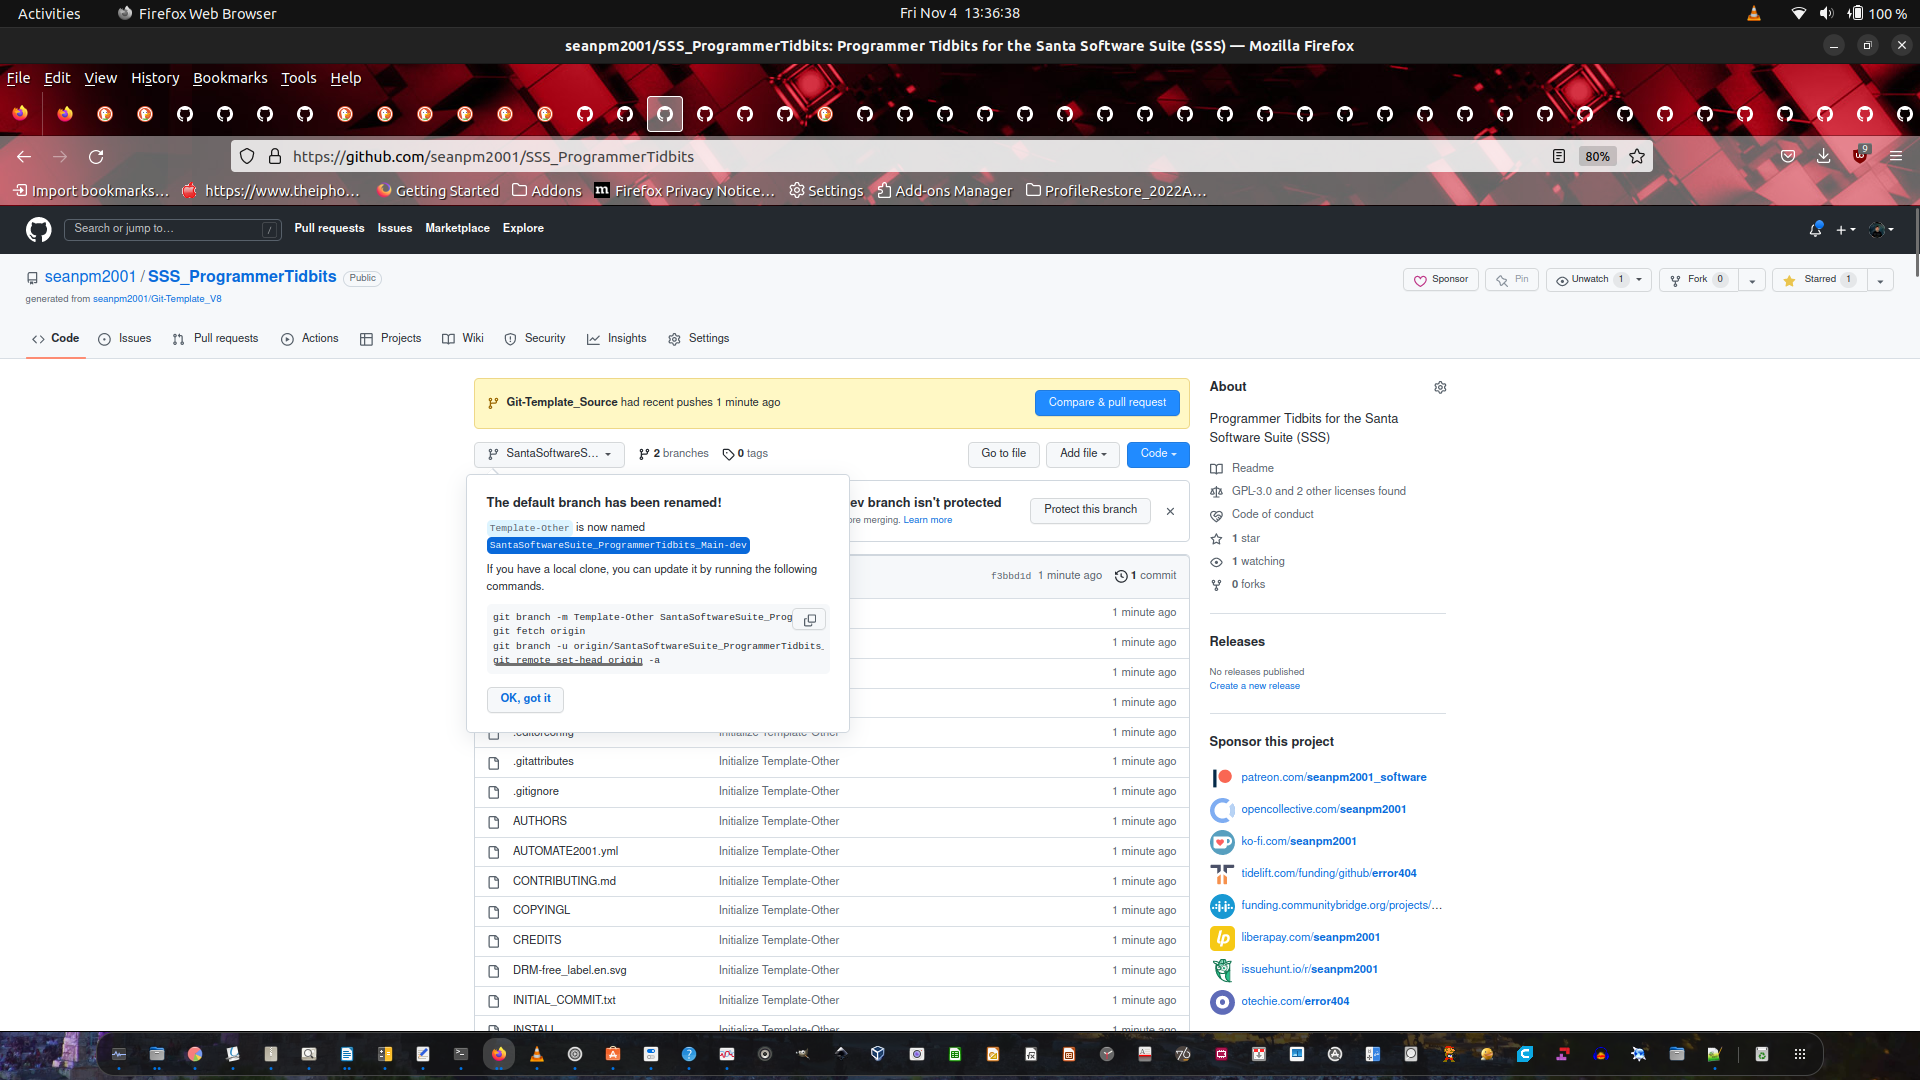 Activities
Firefox Web Browser
Fri Nov 4  13:36:38
100 %
seanpm2001/SSS_ProgrammerTidbits: Programmer Tidbits for the Santa Software Suite (SSS) — Mozilla Firefox
File Edit View History Bookmarks Tools Help
https://github.com/seanpm2001/SSS_ProgrammerTidbits
80%
9
Import bookmarks…
https://www.theipho…
Getting Started
Addons
Firefox Privacy Notice…
Settings
Add-ons Manager
ProfileRestore_2022A…
Search or jump to…
/
Pull requests Issues Marketplace Explore
seanpm2001 / SSS_ProgrammerTidbits Public
generated from seanpm2001/Git-Template_V8
Sponsor
Pin
Unwatch 1
Fork 0
Starred 1
Code
Issues
Pull requests
Actions
Projects
Wiki
Security
Insights
Settings
Git-Template_Source had recent pushes 1 minute ago
Compare & pull request
SantaSoftwareS…
2 branches
0 tags
Go to file
Add file
Code
The default branch has been renamed!
Template-Other is now named
SantaSoftwareSuite_ProgrammerTidbits_Main-dev
If you have a local clone, you can update it by running the following
commands.
git branch -m Template-Other SantaSoftwareSuite_Prog
git fetch origin
git branch -u origin/SantaSoftwareSuite_ProgrammerTidbits_
git remote set-head origin -a
OK, got it
ev branch isn't protected
ore merging. Learn more
Protect this branch
f3bbd1d 1 minute ago
1 commit
1 minute ago
1 minute ago
1 minute ago
1 minute ago
.editorconfig Initialize Template-Other 1 minute ago
.gitattributes Initialize Template-Other 1 minute ago
.gitignore Initialize Template-Other 1 minute ago
AUTHORS Initialize Template-Other 1 minute ago
AUTOMATE2001.yml Initialize Template-Other 1 minute ago
CONTRIBUTING.md Initialize Template-Other 1 minute ago
COPYINGL Initialize Template-Other 1 minute ago
CREDITS Initialize Template-Other 1 minute ago
DRM-free_label.en.svg Initialize Template-Other 1 minute ago
INITIAL_COMMIT.txt Initialize Template-Other 1 minute ago
INSTALL Initialize Template-Other 1 minute ago
About
Programmer Tidbits for the Santa
Software Suite (SSS)
Readme
GPL-3.0 and 2 other licenses found
Code of conduct
1 star
1 watching
0 forks
Releases
No releases published
Create a new release
Sponsor this project
patreon.com/seanpm2001_software
opencollective.com/seanpm2001
ko-fi.com/seanpm2001
tidelift.com/funding/github/error404
funding.communitybridge.org/projects/…
liberapay.com/seanpm2001
issuehunt.io/r/seanpm2001
otechie.com/error404